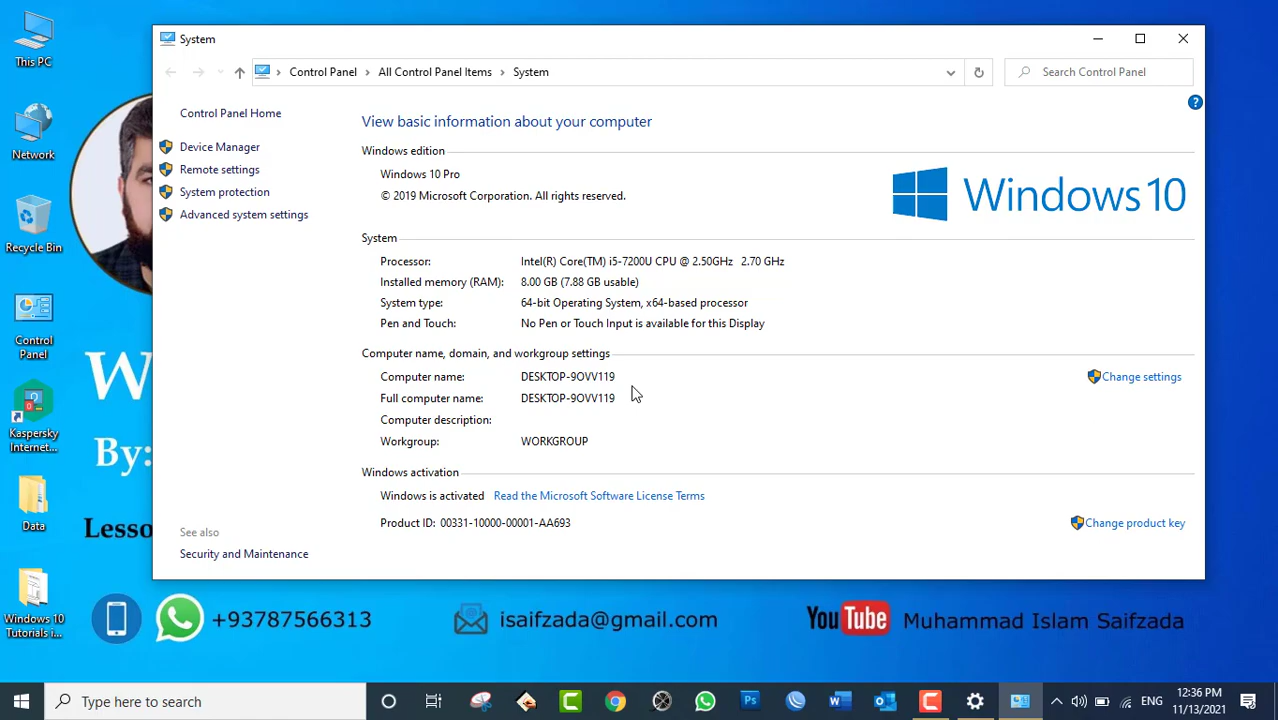 This PC
Network
Recycle Bin
Control
Panel
Kaspersky
Internet...
Data
Windows 10
Tutorials i...
W
By:
Lesso
System
Control Panel
All Control Panel Items
System
Search Control Panel
Control Panel Home
Device Manager
Remote settings
System protection
Advanced system settings
See also
Security and Maintenance
View basic information about your computer
Windows edition
Windows 10 Pro
© 2019 Microsoft Corporation. All rights reserved.
Windows 10
System
Processor: Intel(R) Core(TM) i5-7200U CPU @ 2.50GHz 2.70 GHz
Installed memory (RAM): 8.00 GB (7.88 GB usable)
System type: 64-bit Operating System, x64-based processor
Pen and Touch: No Pen or Touch Input is available for this Display
Computer name, domain, and workgroup settings
Computer name: DESKTOP-9OVV119
Change settings
Full computer name: DESKTOP-9OVV119
Computer description:
Workgroup: WORKGROUP
Windows activation
Windows is activated Read the Microsoft Software License Terms
Product ID: 00331-10000-00001-AA693
Change product key
+93787566313
isaifzada@gmail.com
YouTube Muhammad Islam Saifzada
Type here to search
ENG
12:36 PM
11/13/2021